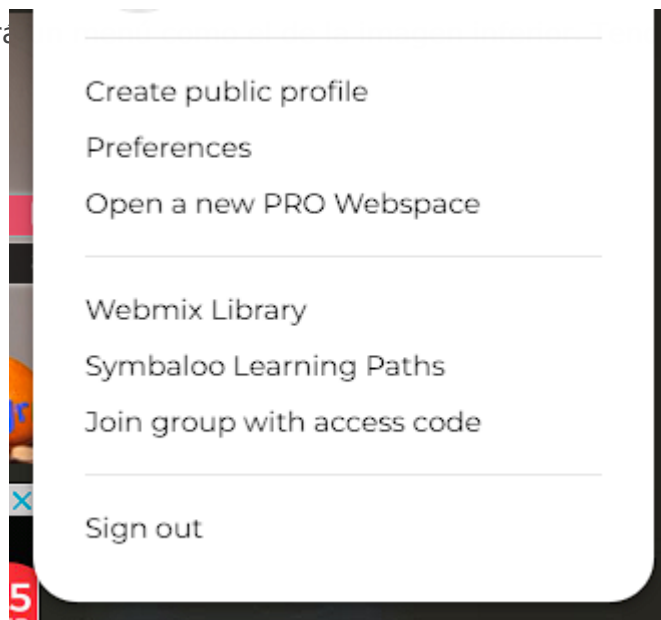 Create public profile
Preferences
Open a new PRO Webspace
Webmix Library
Symbaloo Learning Paths
Join group with access code
Sign out
5